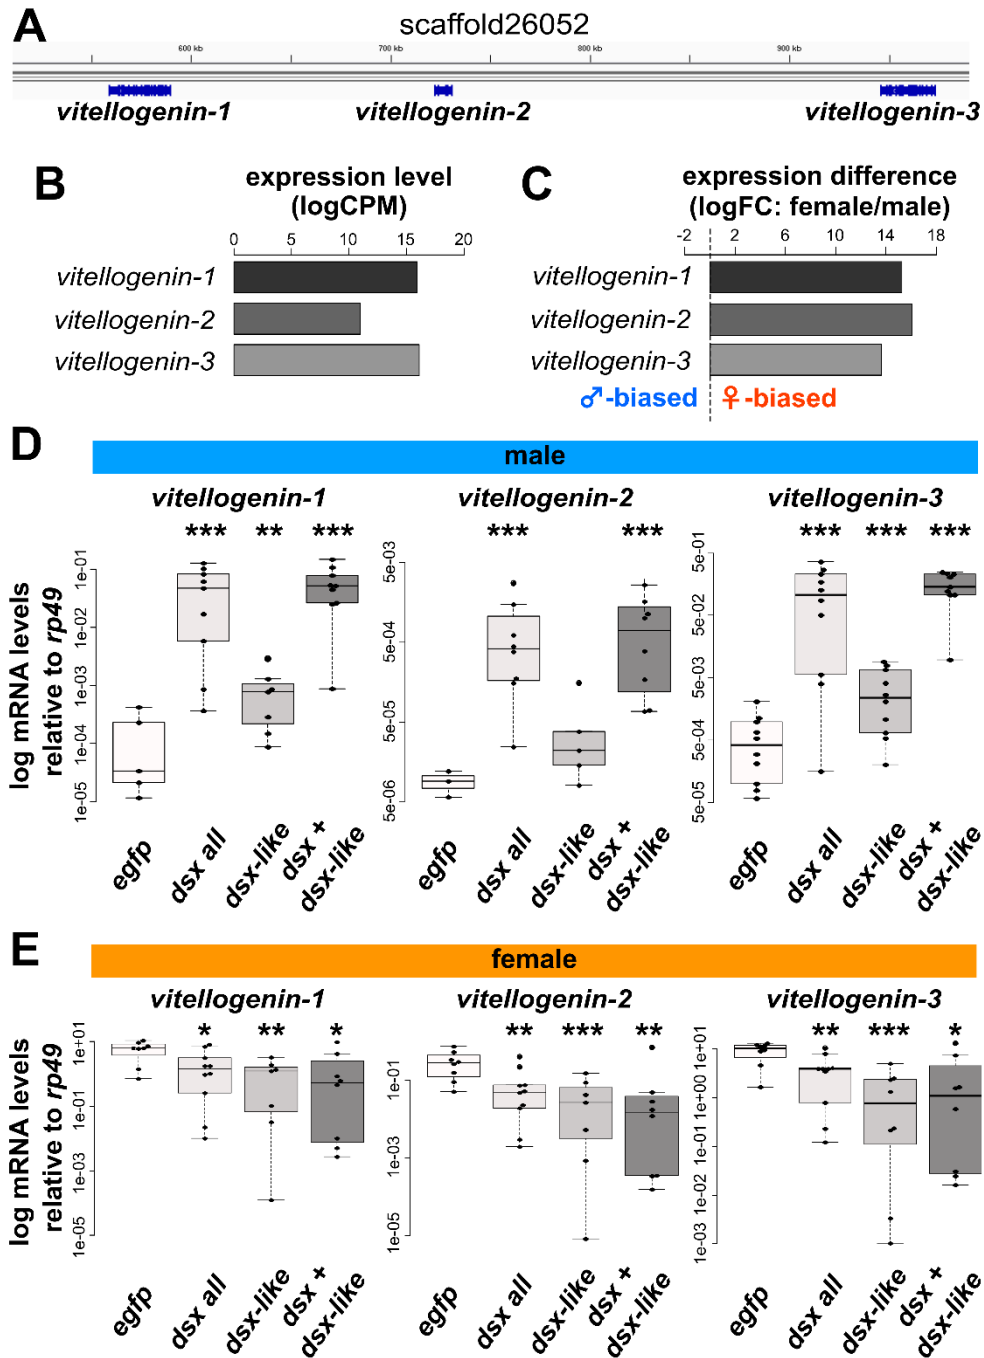 A
scaffold26052
600 kb 700 kb 800 kb 900 kb
vitellogenin-1 vitellogenin-2 vitellogenin-3
B
expression level
(logCPM)
0 5 10 15 20
vitellogenin-1
vitellogenin-2
vitellogenin-3
C
expression difference
(logFC: female/male)
-2 2 6 10 14 18
vitellogenin-1
vitellogenin-2
vitellogenin-3
♂-biased ♀-biased
D
male
vitellogenin-1 vitellogenin-2 vitellogenin-3
log mRNA levels
relative to rp49
*** ** ***
1e-01
1e-02
1e-03
1e-04
1e-05
egfp
dsx all
dsx-like
dsx +
dsx-like
*** ***
5e-03
5e-04
5e-05
5e-06
egfp
dsx all
dsx-like
dsx +
dsx-like
*** *** ***
5e-01
5e-02
5e-03
5e-04
5e-05
egfp
dsx all
dsx-like
dsx +
dsx-like
E
female
vitellogenin-1 vitellogenin-2 vitellogenin-3
log mRNA levels
relative to rp49
* ** *
1e+01
1e-01
1e-03
1e-05
egfp
dsx all
dsx-like
dsx +
dsx-like
** *** **
1e-01
1e-03
1e-05
egfp
dsx all
dsx-like
dsx +
dsx-like
** *** *
1e+01
1e+00
1e-01
1e-02
1e-03
egfp
dsx all
dsx-like
dsx +
dsx-like